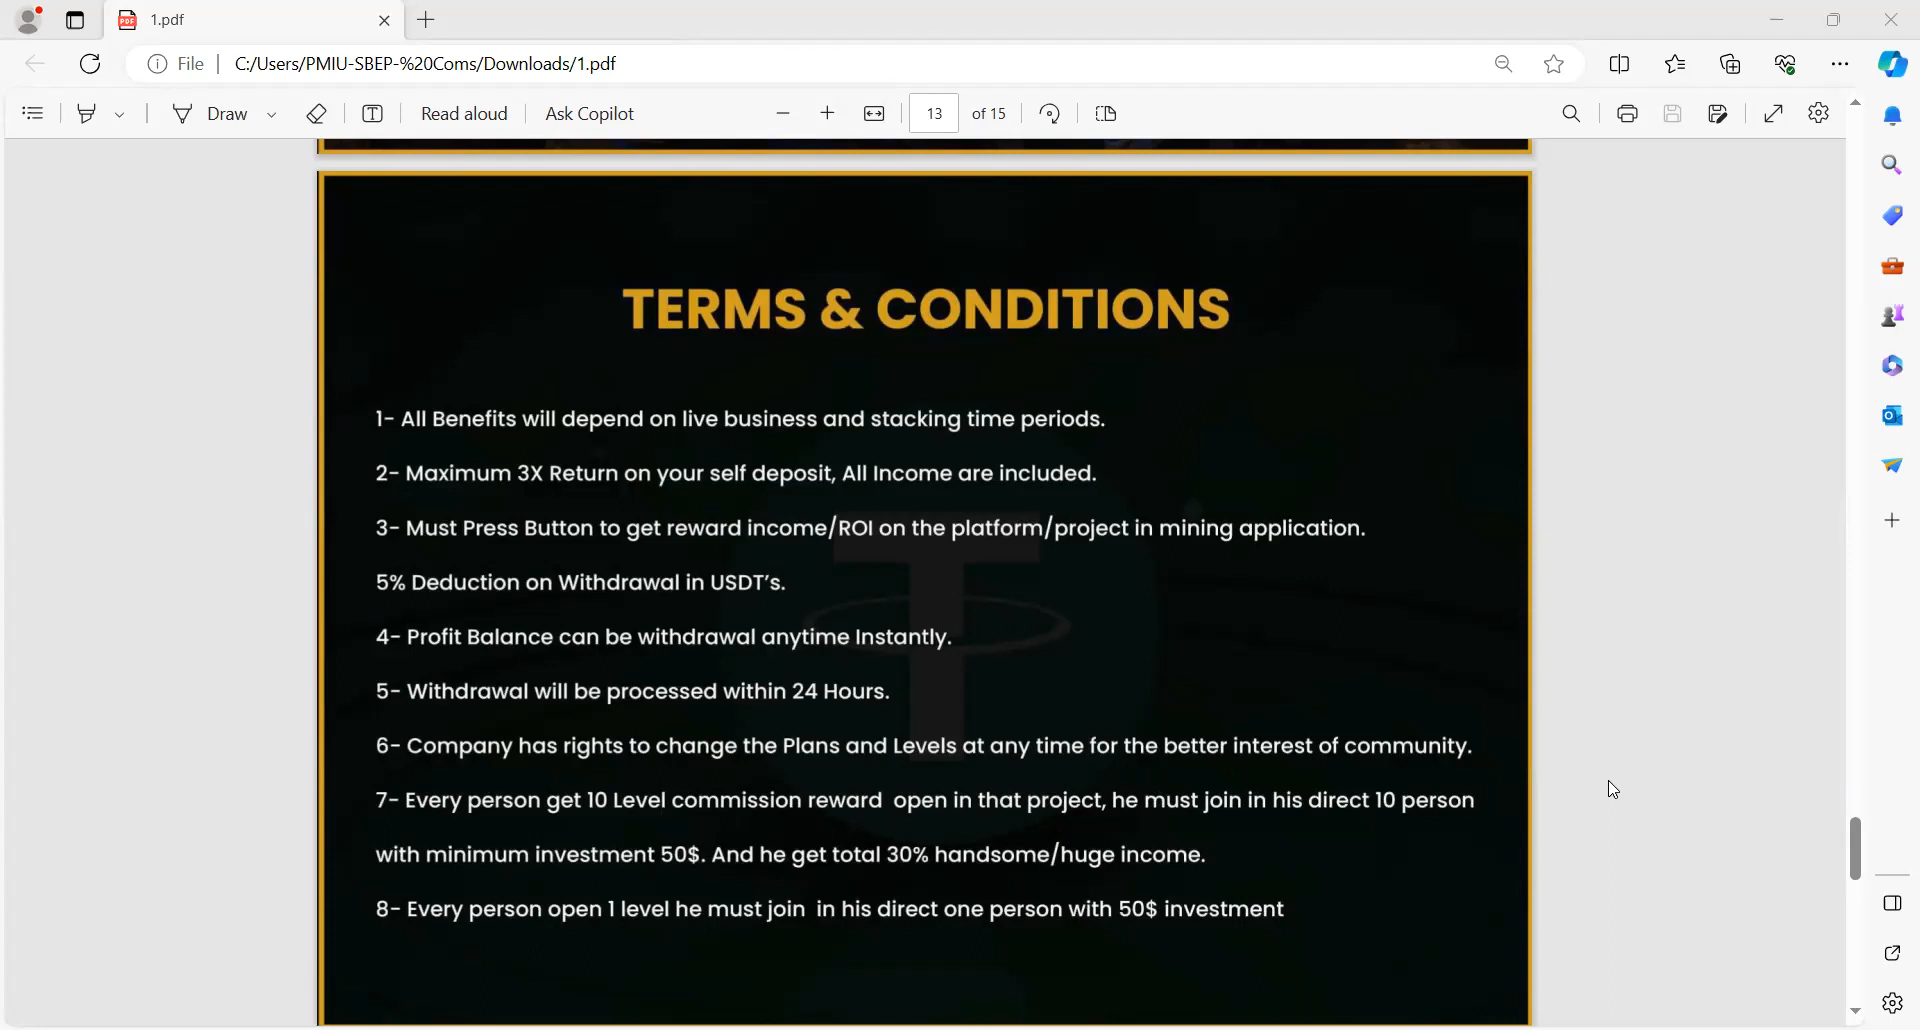 1.pdf
File
C:/Users/PMIU-SBEP-%20Coms/Downloads/1.pdf
Draw
Read aloud
Ask Copilot
13 of 15
TERMS & CONDITIONS
1- All Benefits will depend on live business and stacking time periods.
2- Maximum 3X Return on your self deposit, All Income are included.
3- Must Press Button to get reward income/ROI on the platform/project in mining application.
5% Deduction on Withdrawal in USDT's.
4- Profit Balance can be withdrawal anytime Instantly.
5- Withdrawal will be processed within 24 Hours.
6- Company has rights to change the Plans and Levels at any time for the better interest of community.
7- Every person get 10 Level commission reward  open in that project, he must join in his direct 10 person
with minimum investment 50$. And he get total 30% handsome/huge income.
8- Every person open 1 level he must join  in his direct one person with 50$ investment